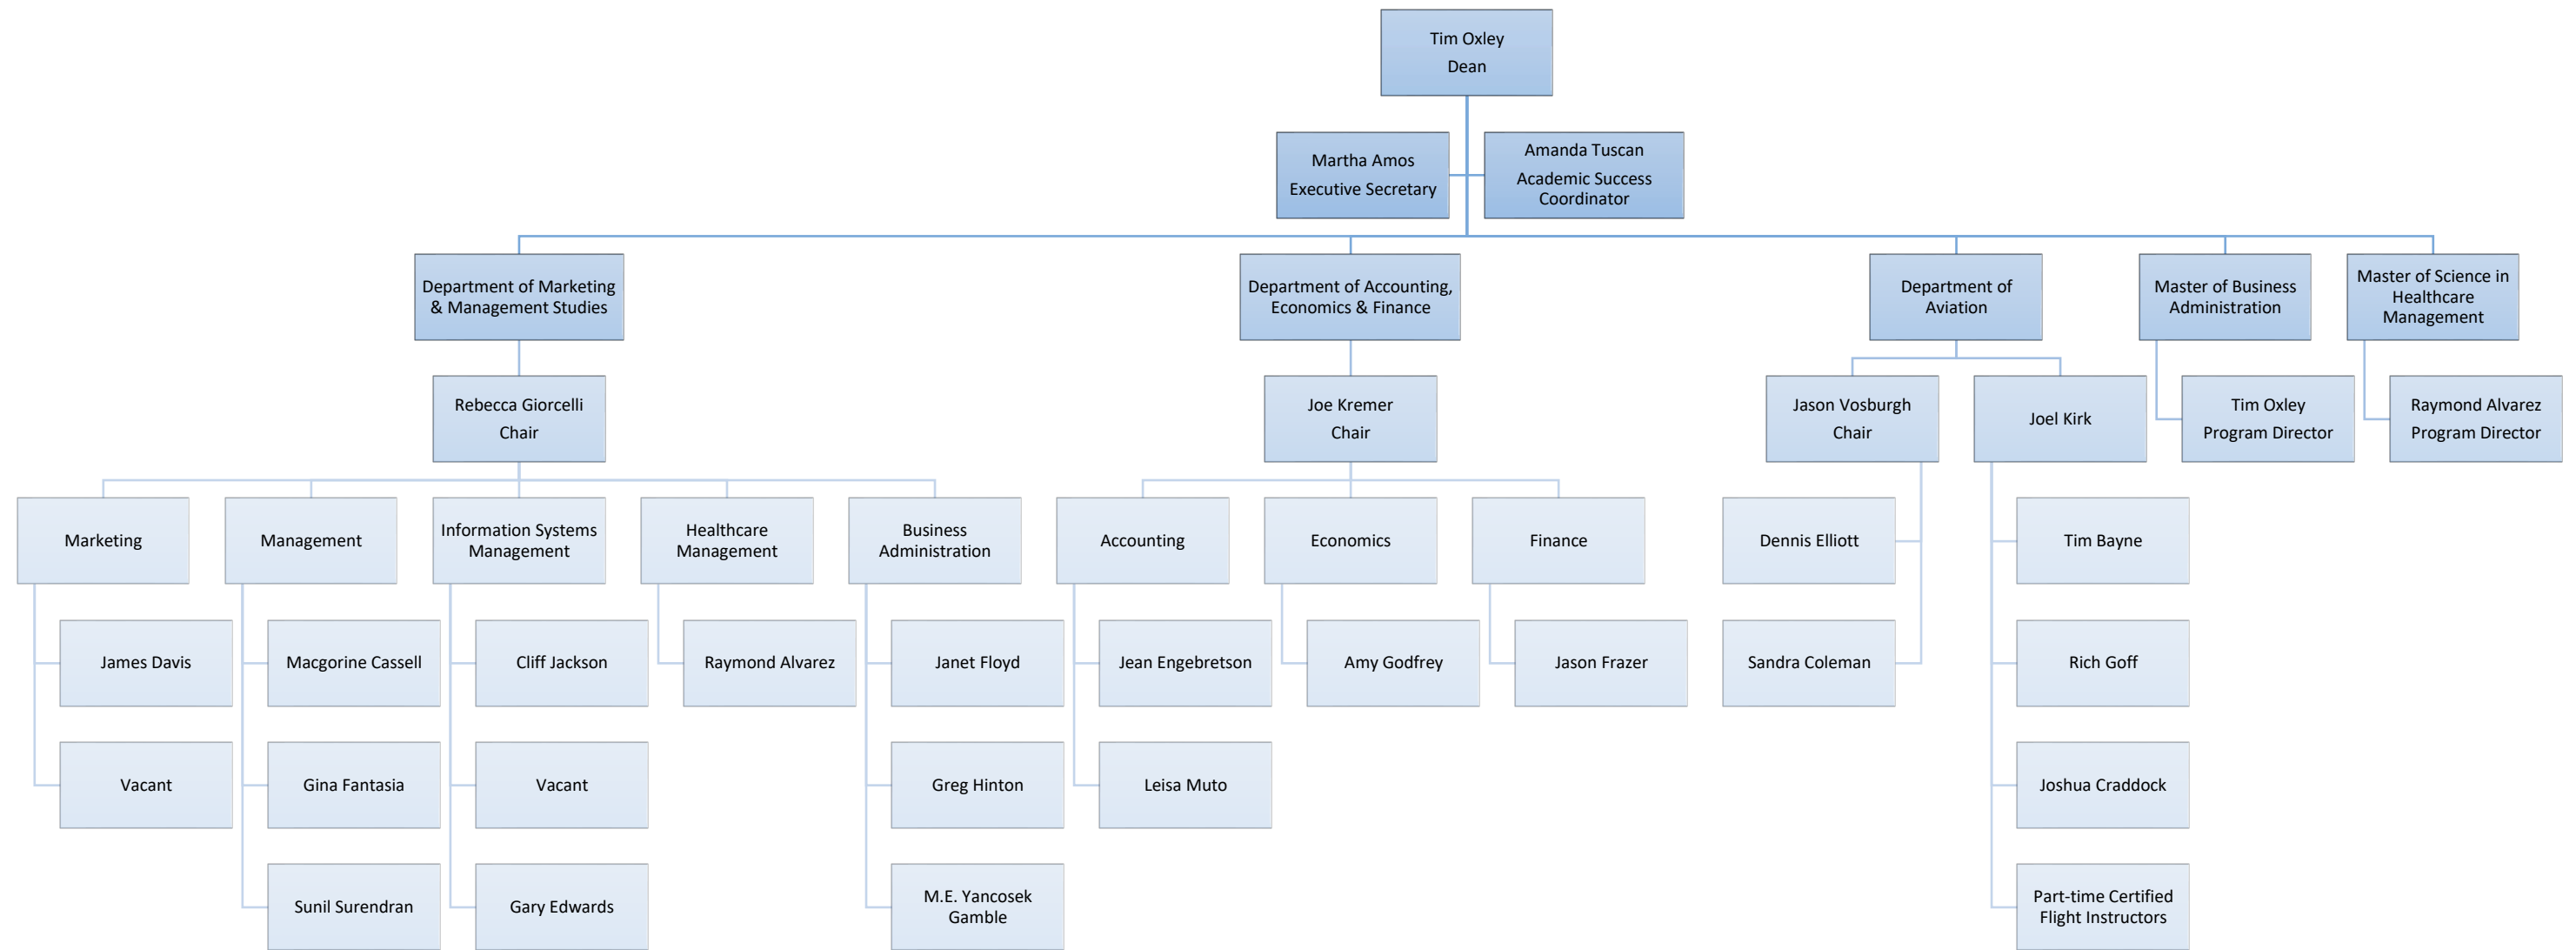 Tim Oxley
Dean
Martha Amos
Executive Secretary
Amanda Tuscan
Academic Success
Coordinator
Department of Marketing
& Management Studies
Department of Accounting,
Economics & Finance
Department of
Aviation
Master of Business
Administration
Master of Science in
Healthcare
Management
Rebecca Giorcelli
Chair
Joe Kremer
Chair
Jason Vosburgh
Chair
Joel Kirk
Tim Oxley
Program Director
Raymond Alvarez
Program Director
Marketing
Management
Information Systems
Management
Healthcare
Management
Business
Administration
Accounting
Economics
Finance
Dennis Elliott
Tim Bayne
James Davis
Macgorine Cassell
Cliff Jackson
Raymond Alvarez
Janet Floyd
Jean Engebretson
Amy Godfrey
Jason Frazer
Sandra Coleman
Rich Goff
Vacant
Gina Fantasia
Vacant
Greg Hinton
Leisa Muto
Joshua Craddock
Sunil Surendran
Gary Edwards
M.E. Yancosek
Gamble
Part-time Certified
Flight Instructors